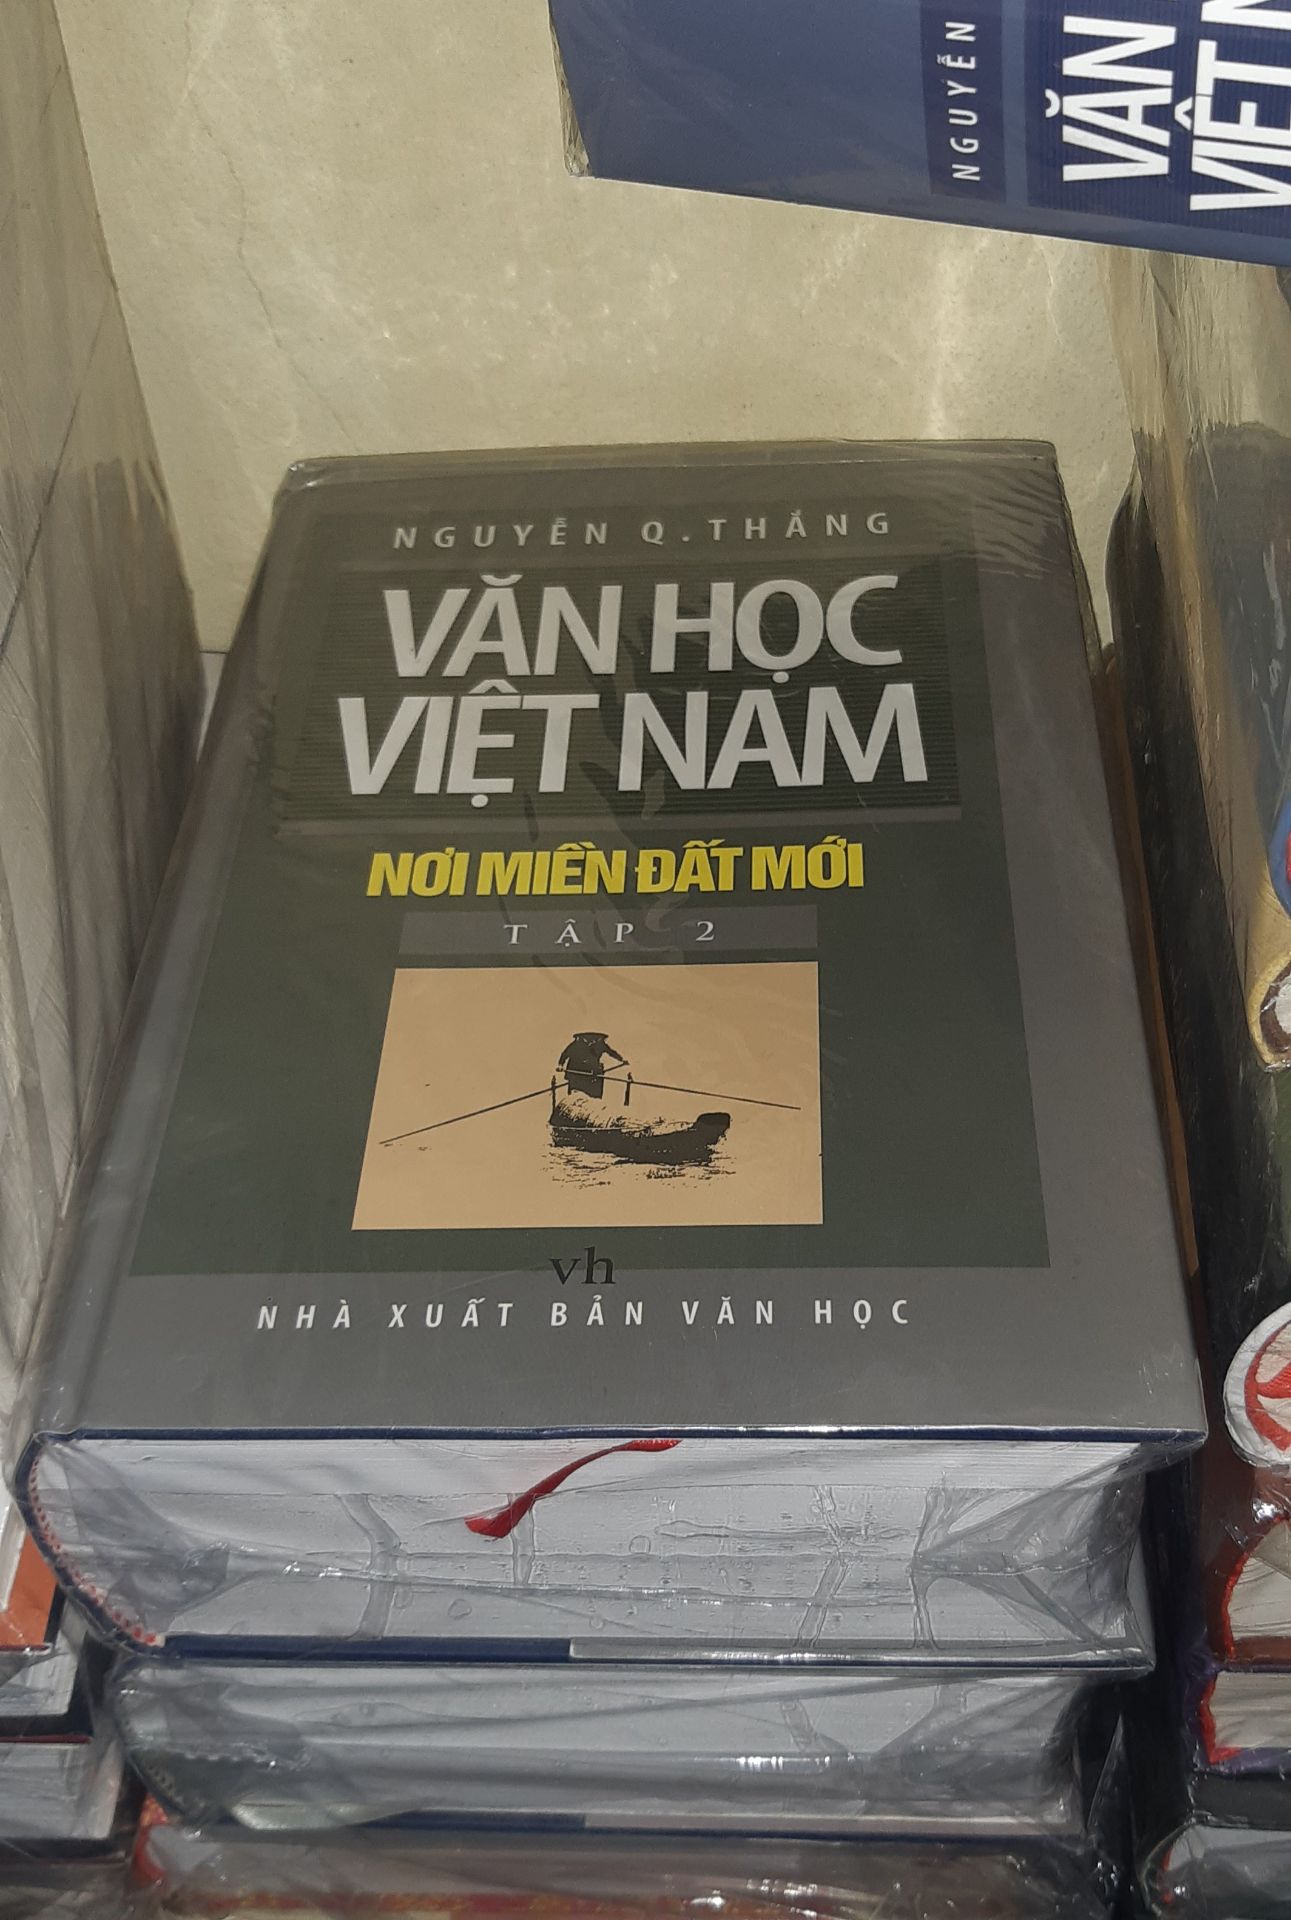 NGUYỄN
VĂN
VIỆT N
NGUYỄN Q. THẮNG
VĂN HỌC
VIỆT NAM
NƠI MIỀN ĐẤT MỚI
TẬP 2
vh
NHÀ XUẤT BẢN VĂN HỌC